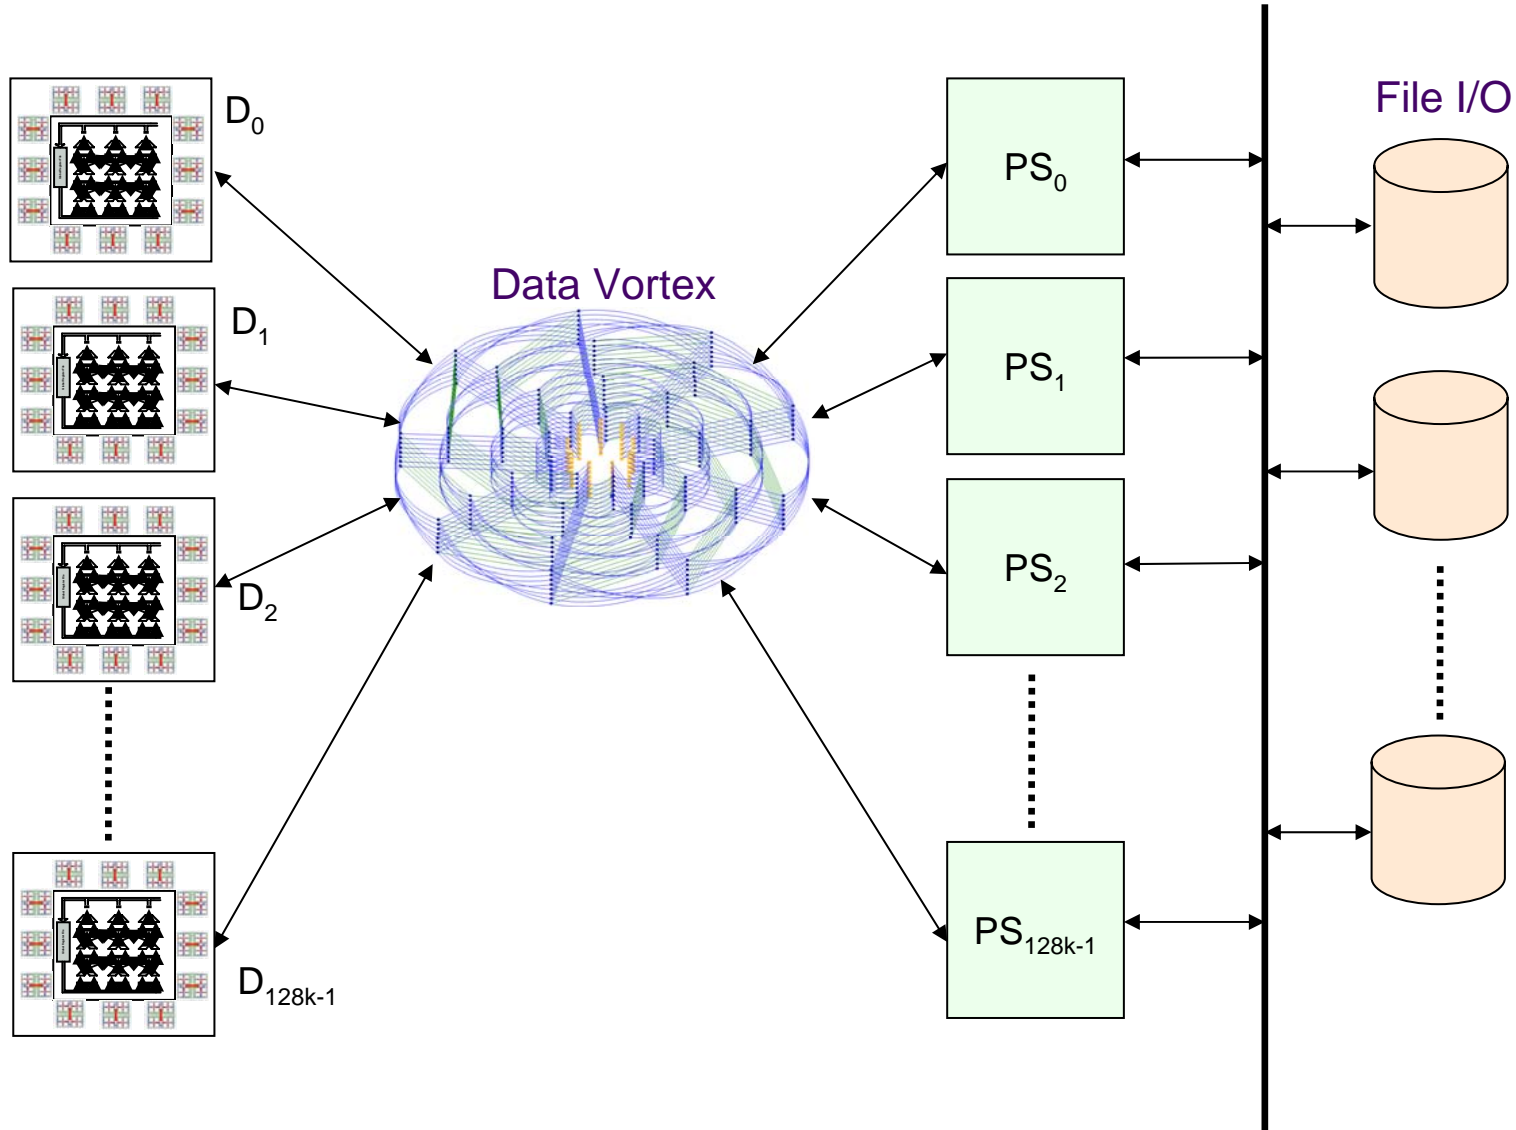 File I/O
D0
PS0
Data Vortex
D1
PS1
D2
PS2
D128k-1
PS128k-1